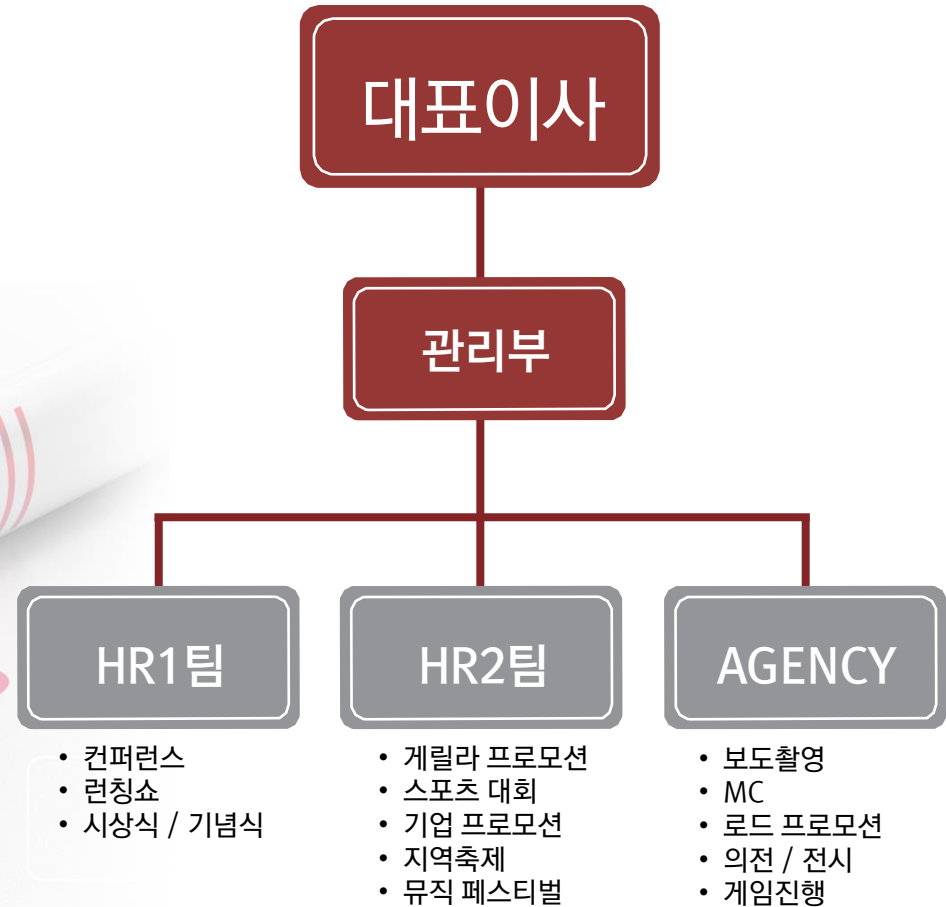 대표이사
관리부
HR1팀
HR2팀
AGENCY
• 컨퍼런스
• 런칭쇼
• 시상식 / 기념식
• 게릴라 프로모션
• 스포츠 대회
• 기업 프로모션
• 지역축제
• 뮤직 페스티벌
• 보도촬영
• MC
• 로드 프로모션
• 의전 / 전시
• 게임진행